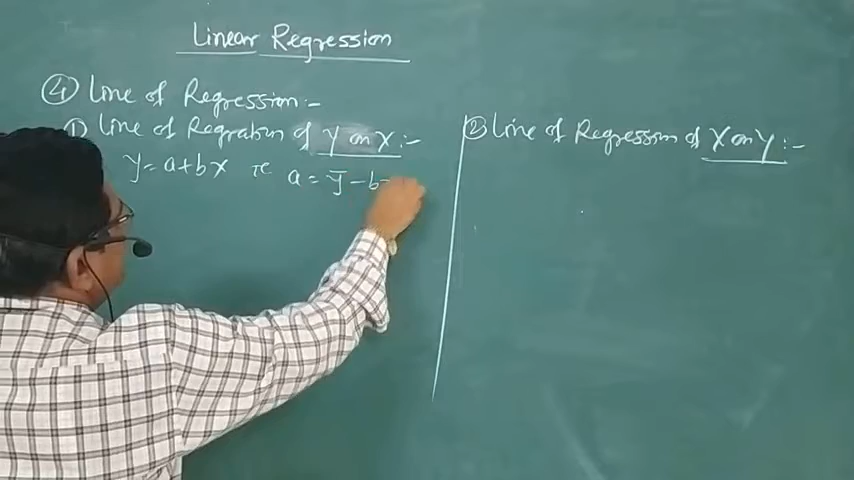 Linear Regression
④ Line of Regression:-
① Line of Regration of Y on X:-
y = a+bx ie a = ȳ - b
② Line of Regression of X on Y:-